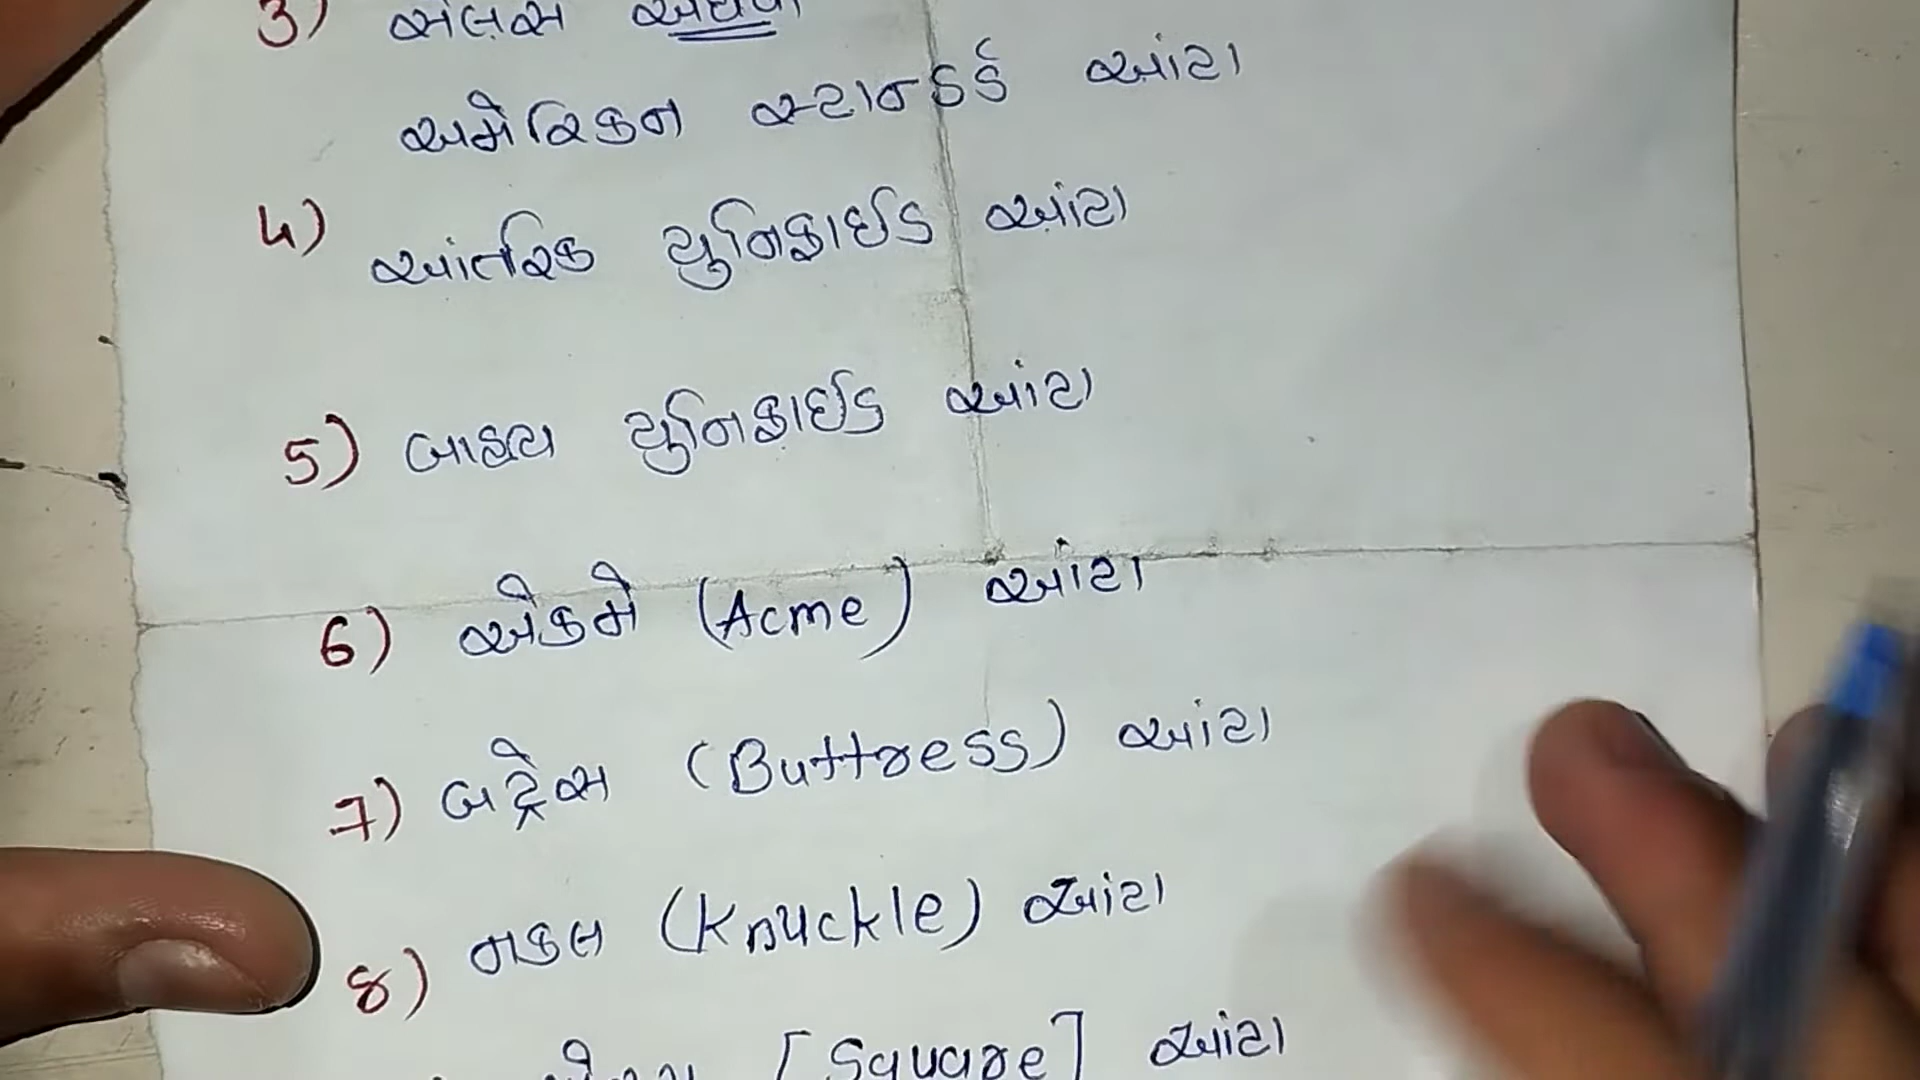 3) સેલર્સ અથવા
અમેરિકન સ્ટાન્ડર્ડ આંટા
4) આંતરિક યુનિફાઈડ આંટા
5) બાહ્ય યુનિફાઈડ આંટા
6) એકમે (Acme) આંટા
7) બટ્રેસ (Buttress) આંટા
8) નકલ (Knuckle) આંટા
[Square] આંટા